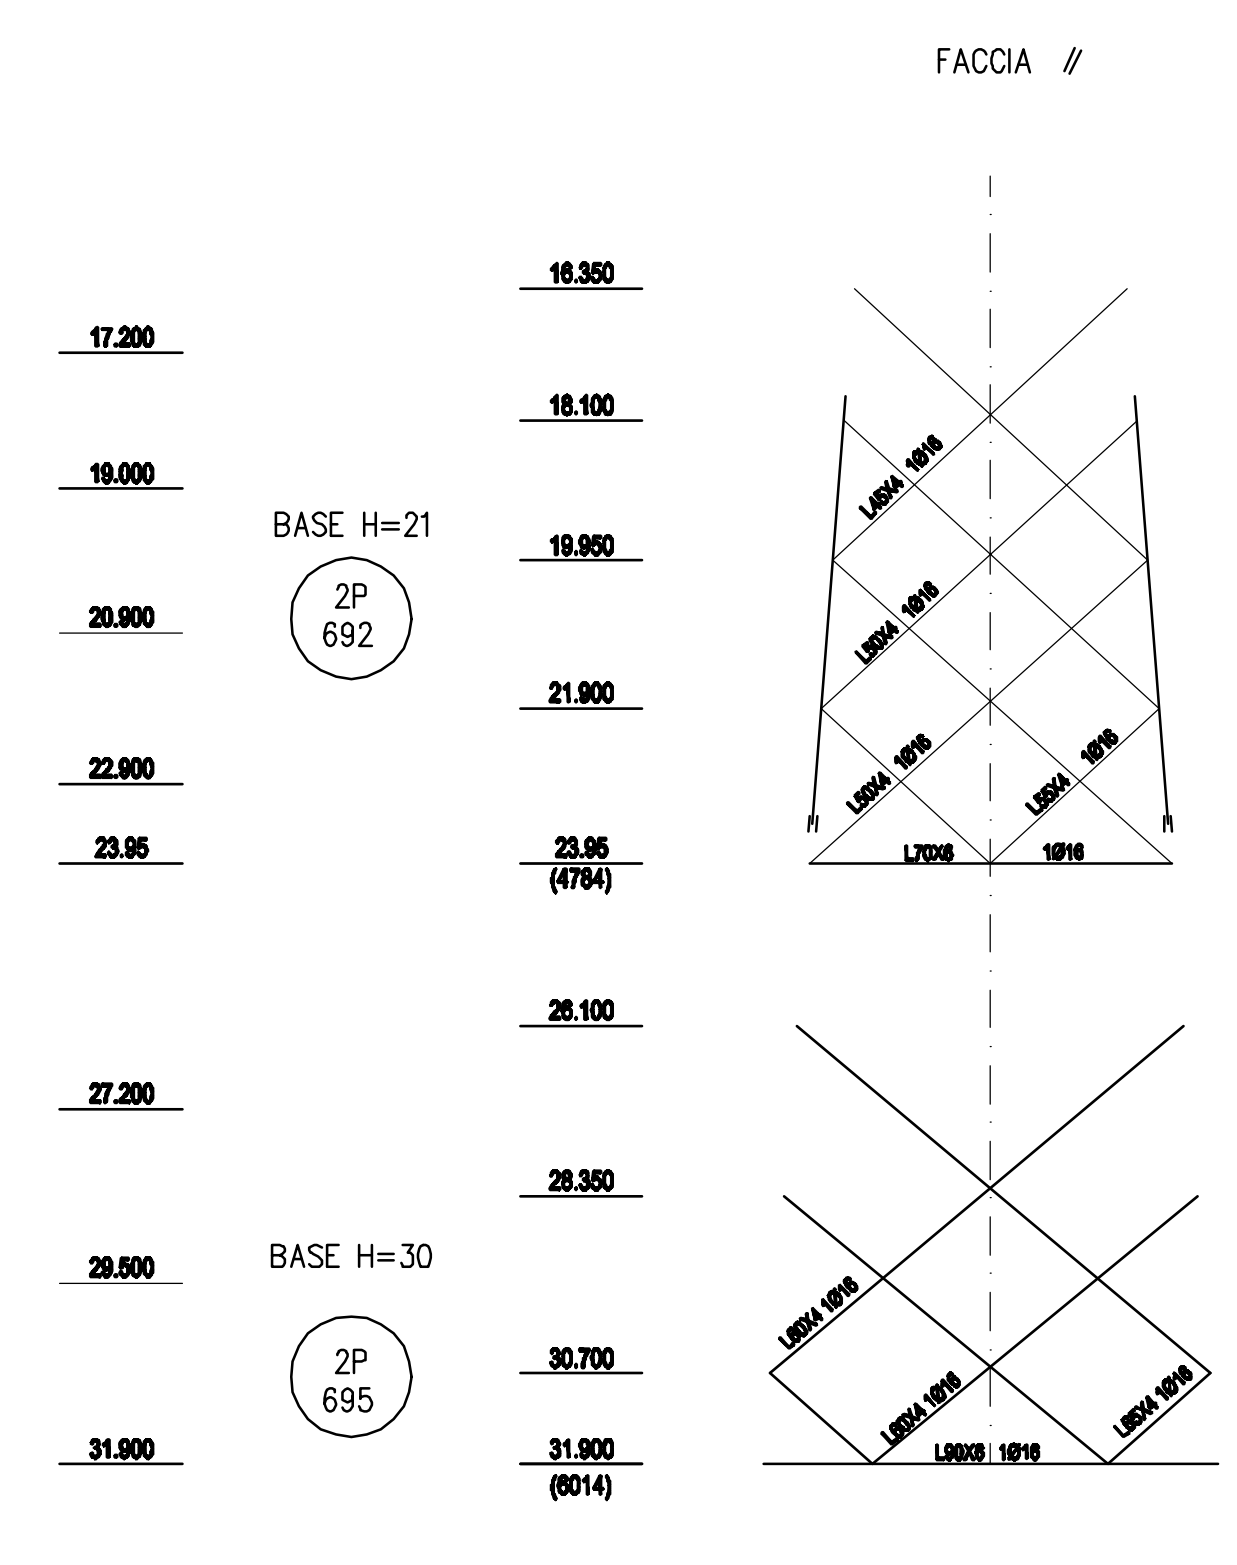 FACCIA //
16.350
17.200
18.100
1Ø16
L45X4
19.000
BASE H=21
19.950
2P
692
20.900
1Ø16
L50X4
21.900
1Ø16
L50X4
1Ø16
L55X4
22.900
23.95
23.95
(4784)
L70X6 1Ø16
26.100
27.200
28.350
BASE H=30
29.500
L60X4 1Ø16
2P
695
30.700
L60X4 1Ø16
L65X4 1Ø16
31.900
31.900
(6014)
L90X6 1Ø16